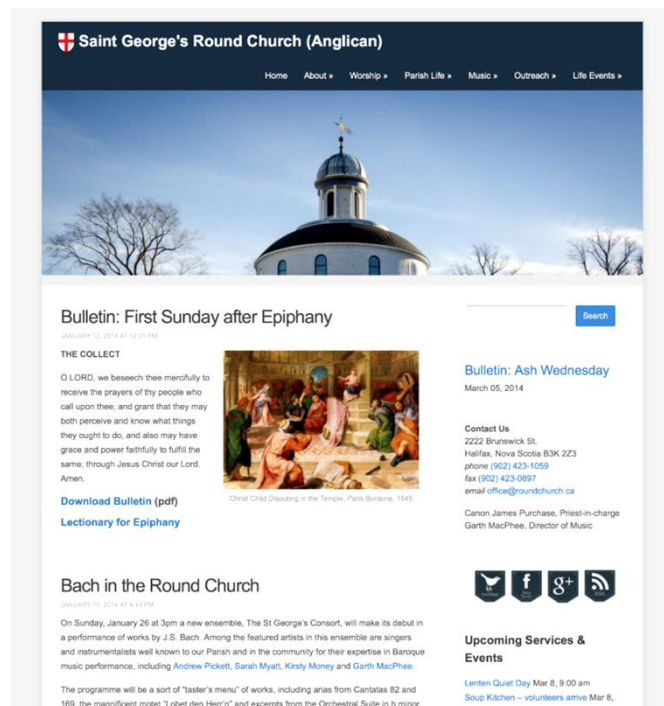 Saint George's Round Church (Anglican)
Home About » Worship » Parish Life » Music » Outreach » Life Events »
Bulletin: First Sunday after Epiphany
JANUARY 12, 2014 AT 12:01 PM
THE COLLECT
O LORD, we beseech thee mercifully to
receive the prayers of thy people who
call upon thee; and grant that they may
both perceive and know what things
they ought to do, and also may have
grace and power faithfully to fulfill the
same; through Jesus Christ our Lord.
Amen.
Christ Child Disputing in the Temple, Paris Bordone, 1545
Download Bulletin (pdf)
Lectionary for Epiphany
Bach in the Round Church
JANUARY 10, 2014 AT 4:43 PM
On Sunday, January 26 at 3pm a new ensemble, The St George's Consort, will make its debut in
a performance of works by J.S. Bach. Among the featured artists in this ensemble are singers
and instrumentalists well known to our Parish and in the community for their expertise in Baroque
music performance, including Andrew Pickett, Sarah Myatt, Kirsty Money and Garth MacPhee.
The programme will be a sort of "taster's menu" of works, including arias from Cantatas 82 and
169, the magnificent motet "Lobet den Herr'n" and excerpts from the Orchestral Suite in b minor.
Search
Bulletin: Ash Wednesday
March 05, 2014
Contact Us
2222 Brunswick St.
Halifax, Nova Scotia B3K 2Z3
phone (902) 423-1059
fax (902) 423-0897
email office@roundchurch.ca
Canon James Purchase, Priest-in-charge
Garth MacPhee, Director of Music
f g+
Upcoming Services &
Events
Lenten Quiet Day Mar 8, 9:00 am
Soup Kitchen – volunteers arrive Mar 8,